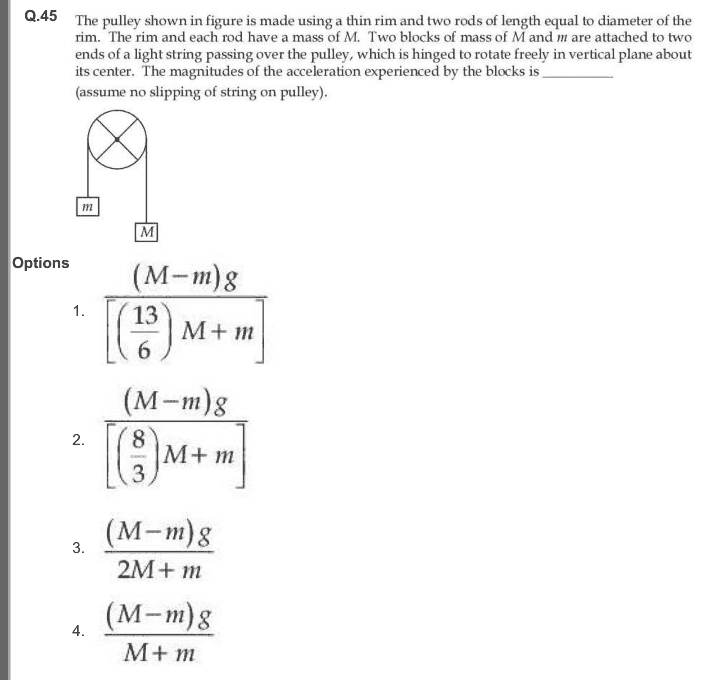 Q.45 The pulley shown in figure is made using a thin rim and two rods of length equal to diameter of the
rim. The rim and each rod have a mass of M. Two blocks of mass of M and m are attached to two
ends of a light string passing over the pulley, which is hinged to rotate freely in vertical plane about
its center. The magnitudes of the acceleration experienced by the blocks is __________
(assume no slipping of string on pulley).
m
M
Options
1. (M−m)g
[(13/6) M+ m]
2. (M−m)g
[(8/3)M+ m]
3. (M−m)g
2M+ m
4. (M−m)g
M+ m